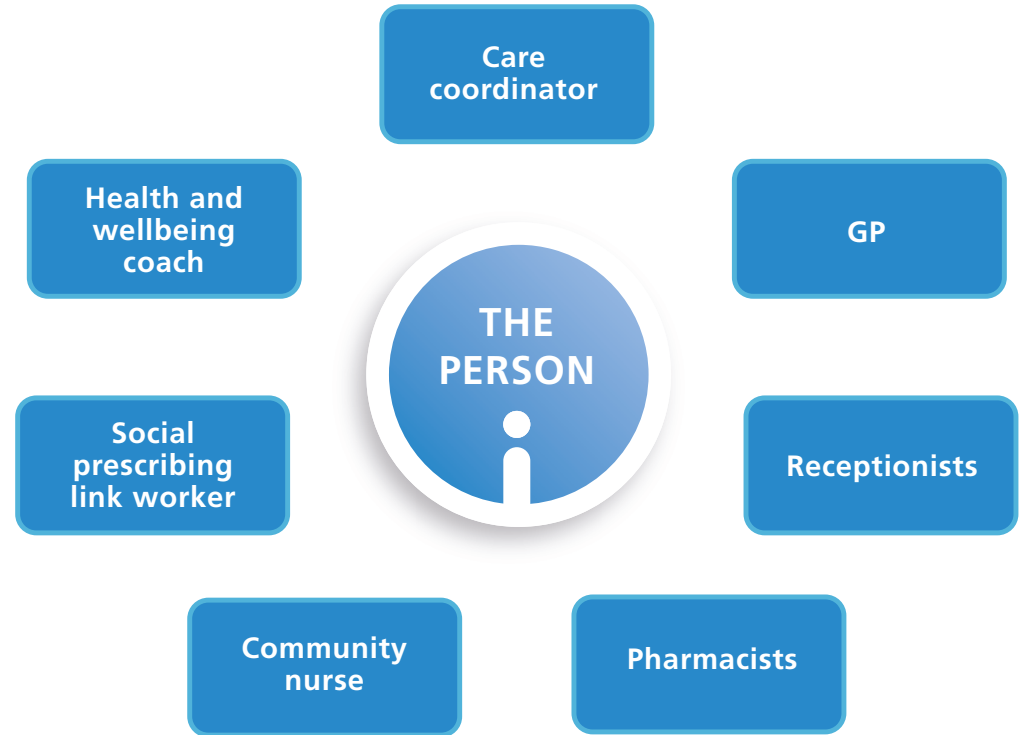 Care
coordinator
Health and
wellbeing
coach
GP
THE
PERSON
Social
prescribing
link worker
Receptionists
Community
nurse
Pharmacists